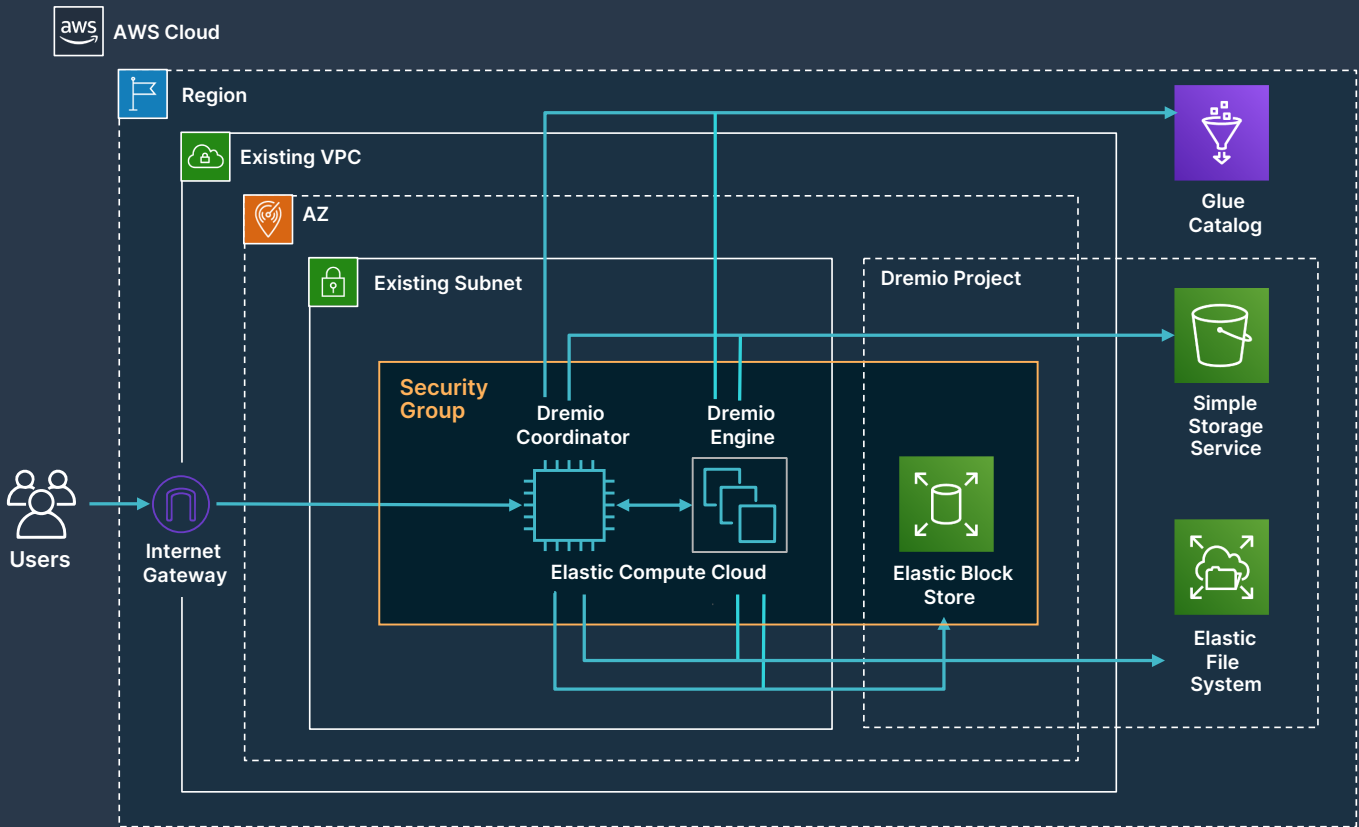 aws
AWS Cloud
Region
Existing VPC
AZ
Existing Subnet
Dremio Project
Glue
Catalog
Security
Group
Dremio
Coordinator
Dremio
Engine
Simple
Storage
Service
Users
Internet
Gateway
Elastic Compute Cloud
Elastic Block
Store
Elastic
File
System